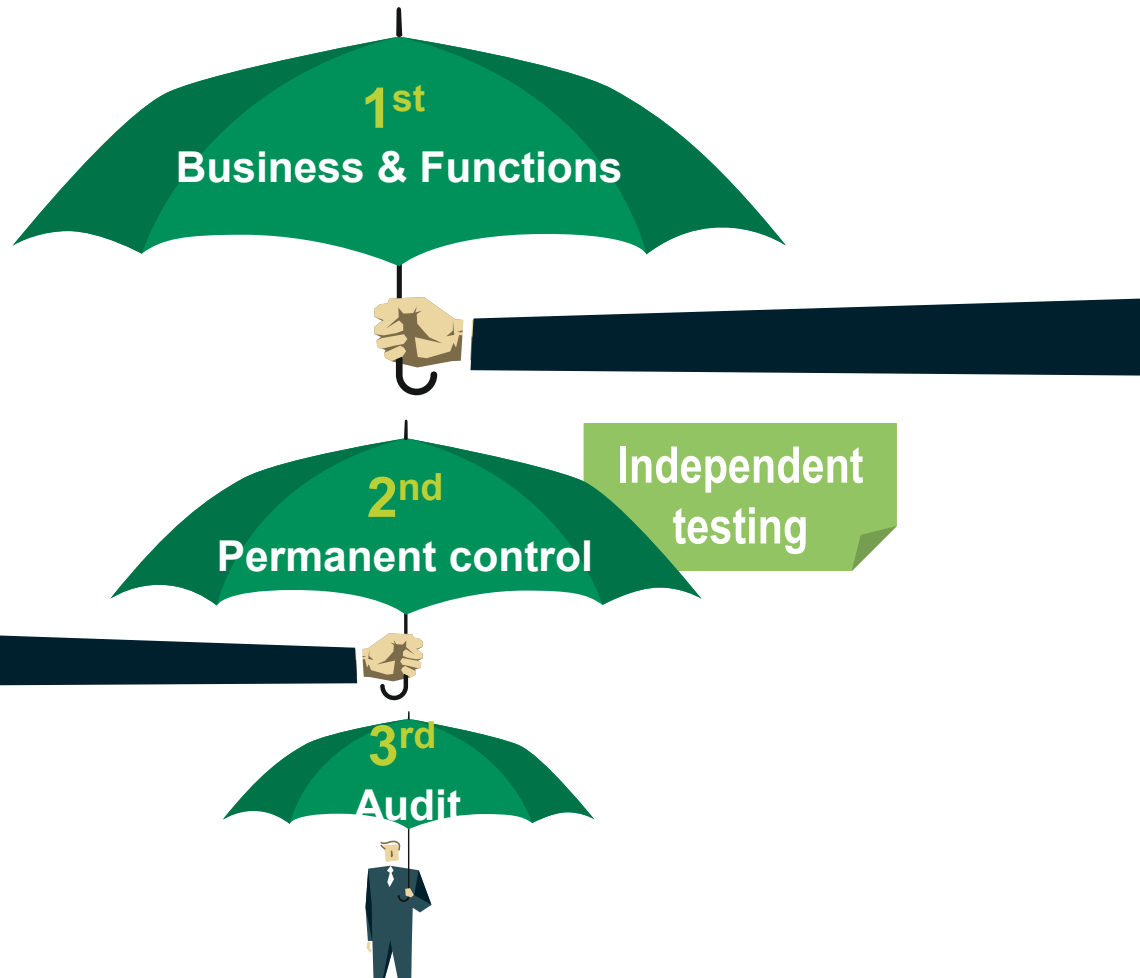 1st
Business & Functions
2nd
Permanent control
Independent
testing
3rd
Audit